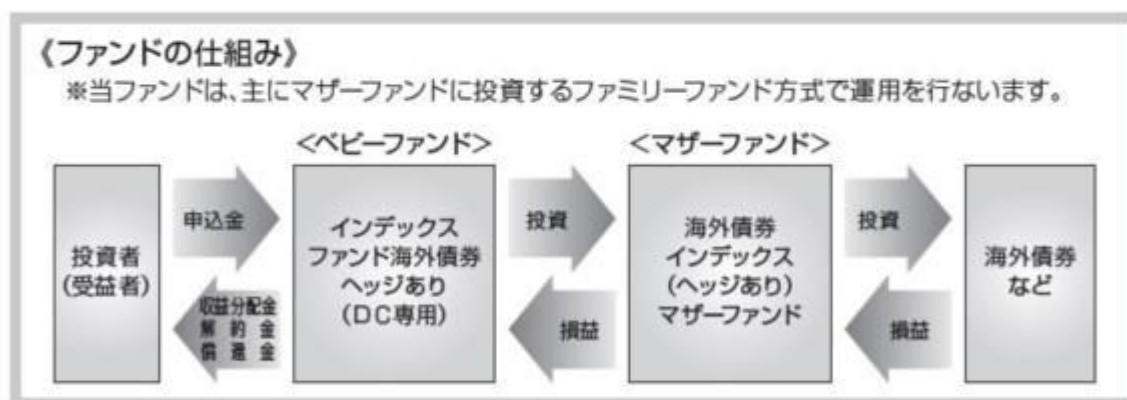 《ファンドの仕組み》
※当ファンドは、主にマザーファンドに投資するファミリーファンド方式で運用を行ないます。
<ベビーファンド>
<マザーファンド>
投資者
(受益者)
申込金
収益分配金
解約金
償還金
インデックス
ファンド海外債券
ヘッジあり
(DC専用)
投資
損益
海外債券
インデックス
(ヘッジあり)
マザーファンド
投資
損益
海外債券
など